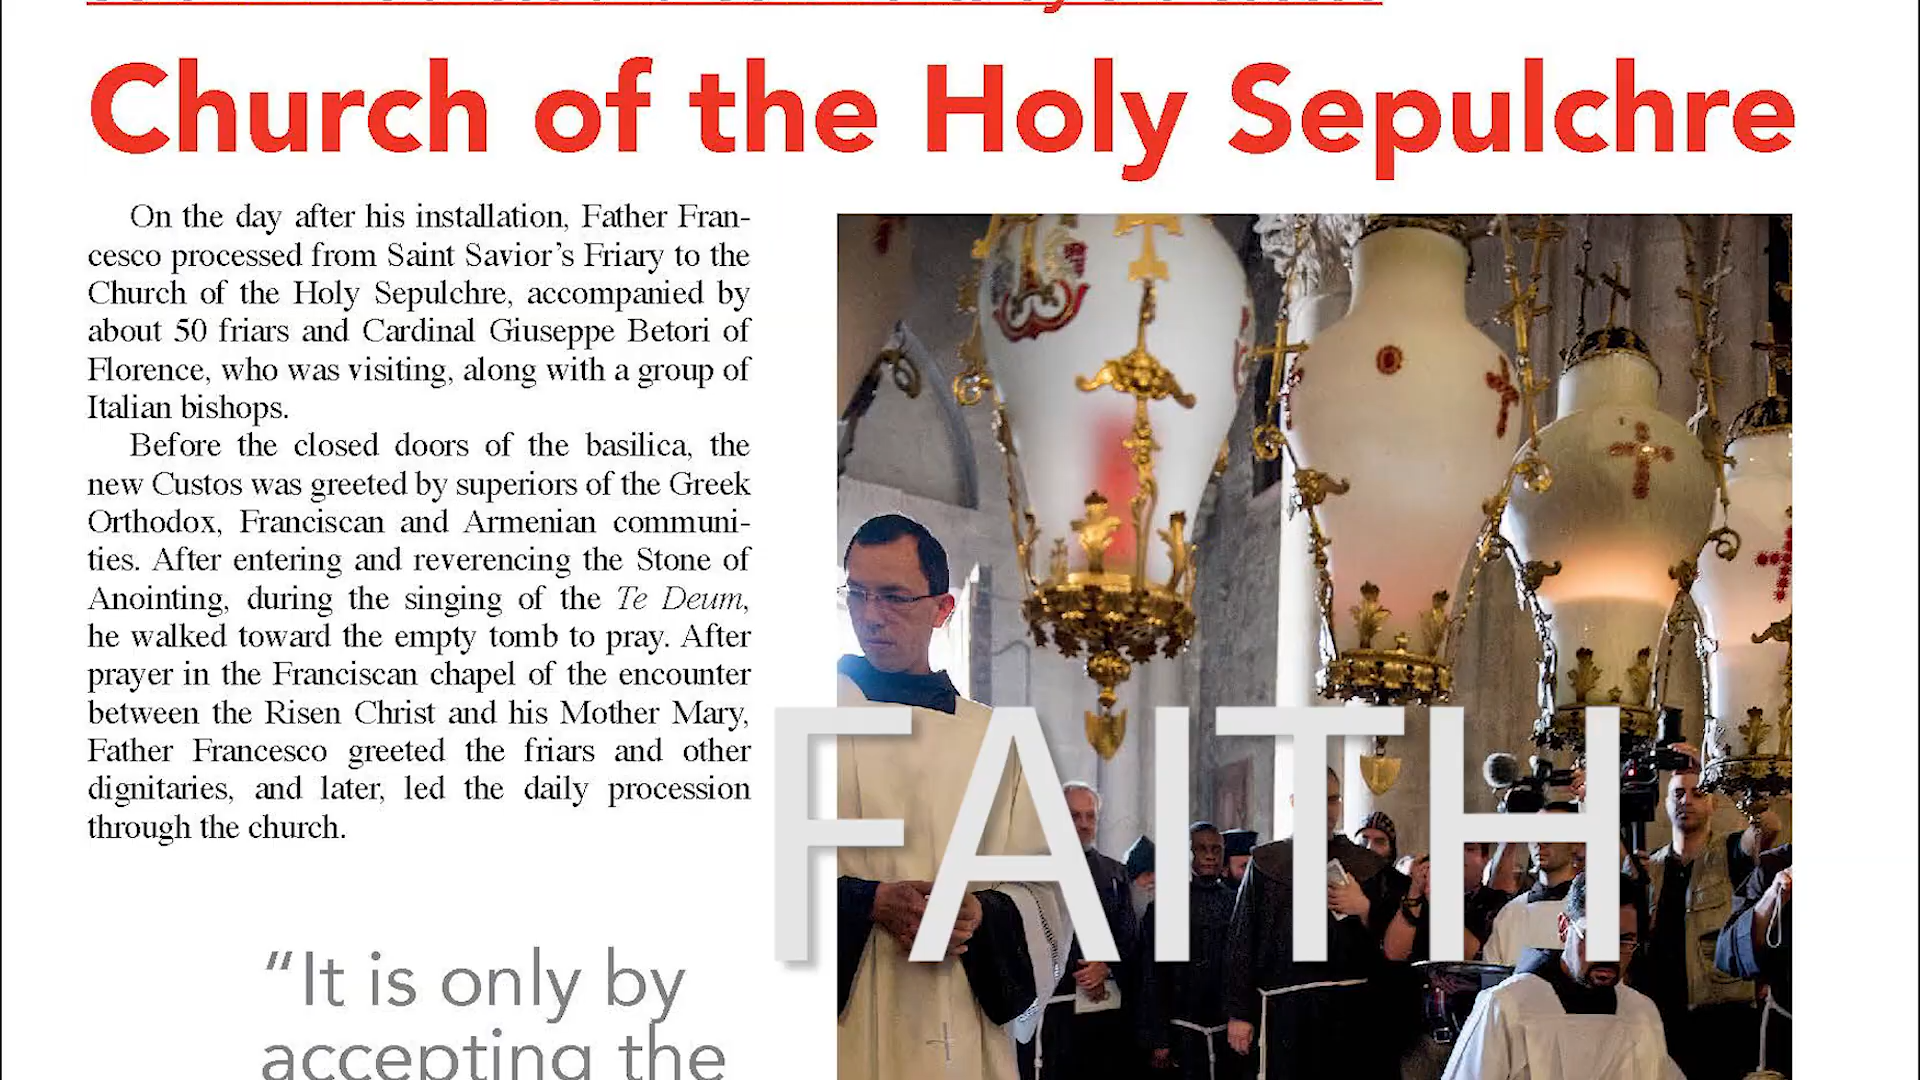 Church of the Holy Sepulchre
On the day after his installation, Father Fran-
cesco processed from Saint Savior's Friary to the
Church of the Holy Sepulchre, accompanied by
about 50 friars and Cardinal Giuseppe Betori of
Florence, who was visiting, along with a group of
Italian bishops.
Before the closed doors of the basilica, the
new Custos was greeted by superiors of the Greek
Orthodox, Franciscan and Armenian communi-
ties. After entering and reverencing the Stone of
Anointing, during the singing of the Te Deum,
he walked toward the empty tomb to pray. After
prayer in the Franciscan chapel of the encounter
between the Risen Christ and his Mother Mary,
Father Francesco greeted the friars and other
dignitaries, and later, led the daily procession
through the church.
"It is only by
accepting the
FAITH